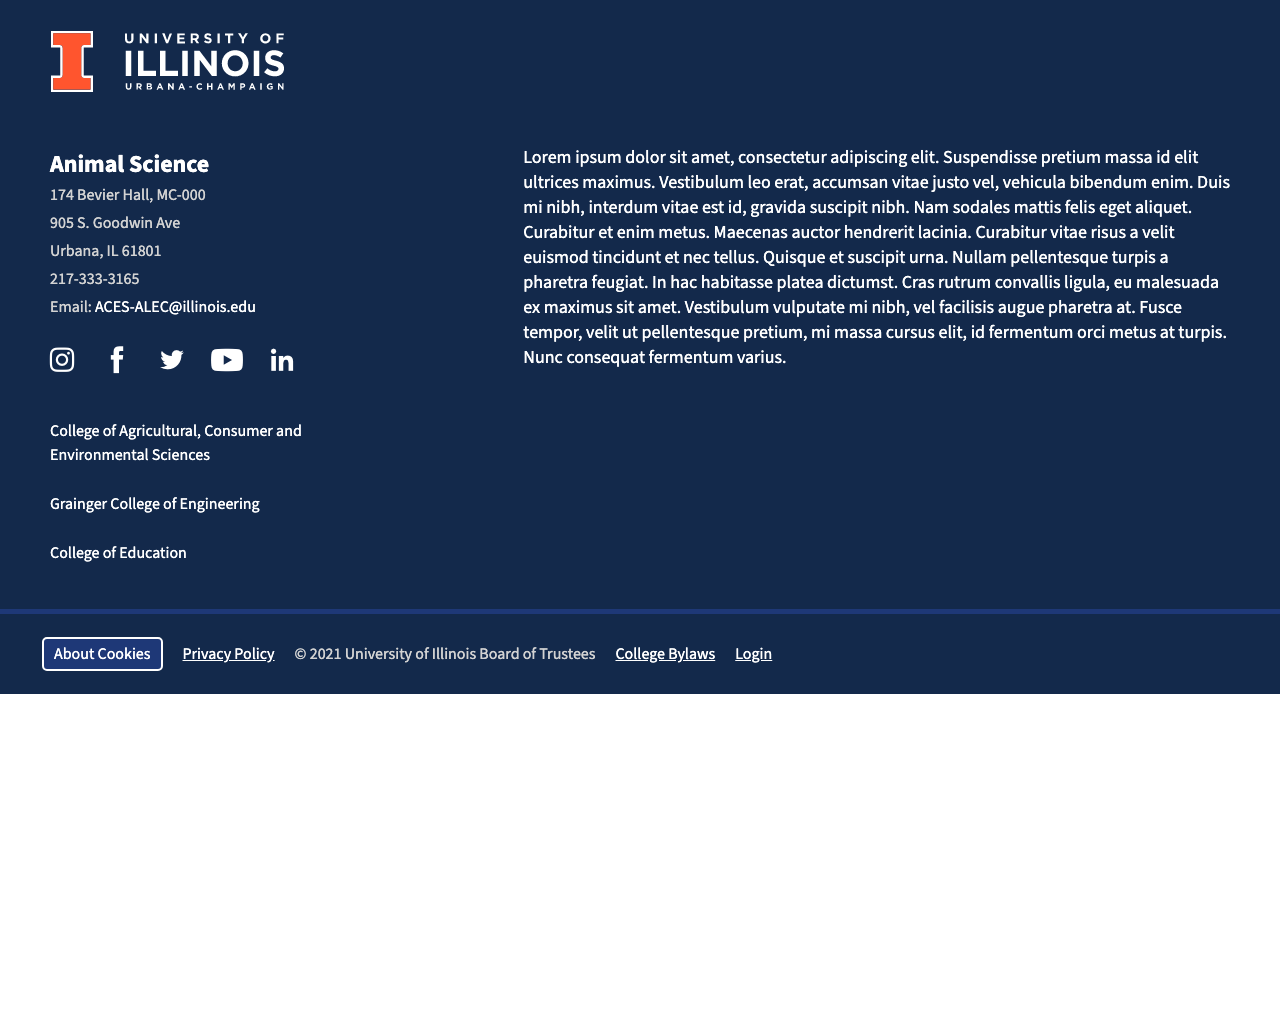 UNIVERSITY OF
ILLINOIS
URBANA-CHAMPAIGN
Animal Science
174 Bevier Hall, MC-000
905 S. Goodwin Ave
Urbana, IL 61801
217-333-3165
Email: ACES-ALEC@illinois.edu
College of Agricultural, Consumer and
Environmental Sciences
Grainger College of Engineering
College of Education
Lorem ipsum dolor sit amet, consectetur adipiscing elit. Suspendisse pretium massa id elit
ultrices maximus. Vestibulum leo erat, accumsan vitae justo vel, vehicula bibendum enim. Duis
mi nibh, interdum vitae est id, gravida suscipit nibh. Nam sodales mattis felis eget aliquet.
Curabitur et enim metus. Maecenas auctor hendrerit lacinia. Curabitur vitae risus a velit
euismod tincidunt et nec tellus. Quisque et suscipit urna. Nullam pellentesque turpis a
pharetra feugiat. In hac habitasse platea dictumst. Cras rutrum convallis ligula, eu malesuada
ex maximus sit amet. Vestibulum vulputate mi nibh, vel facilisis augue pharetra at. Fusce
tempor, velit ut pellentesque pretium, mi massa cursus elit, id fermentum orci metus at turpis.
Nunc consequat fermentum varius.
About Cookies Privacy Policy © 2021 University of Illinois Board of Trustees College Bylaws Login